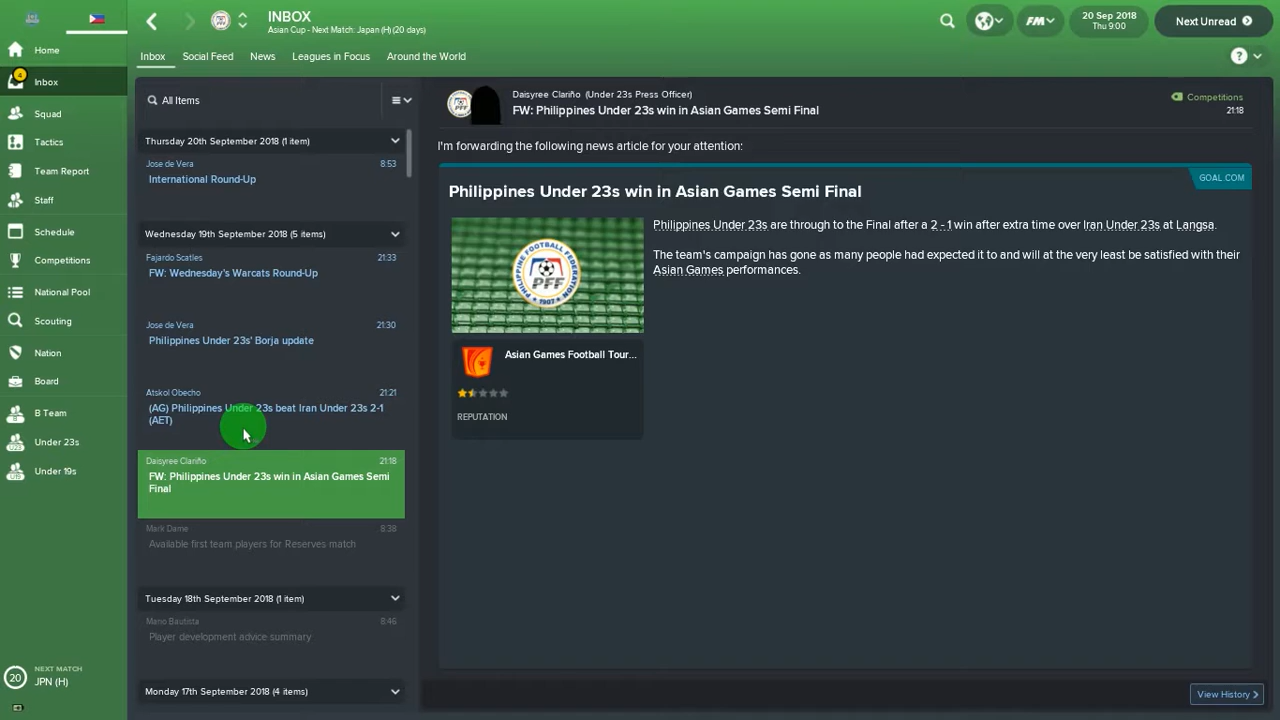 INBOX
Asian Cup - Next Match: Japan (H) (20 days)
FM
20 Sep 2018
Thu 9:00
Next Unread
Home
4
Inbox
Squad
Tactics
Team Report
Staff
Schedule
Competitions
National Pool
Scouting
Nation
Board
B Team
Under 23s
Under 19s
20
NEXT MATCH
JPN (H)
Inbox
Social Feed
News
Leagues in Focus
Around the World
?
All Items
Thursday 20th September 2018 (1 item)
Jose de Vera 8:53
International Round-Up
Wednesday 19th September 2018 (5 items)
Fajardo Scatles 21:33
FW: Wednesday's Warcats Round-Up
Jose de Vera 21:30
Philippines Under 23s' Borja update
Atskol Obecho 21:21
(AG) Philippines Under 23s beat Iran Under 23s 2-1
(AET)
Daisyree Clariño 21:18
FW: Philippines Under 23s win in Asian Games Semi
Final
Mark Dame 8:38
Available first team players for Reserves match
Tuesday 18th September 2018 (1 item)
Mano Bautista 8:46
Player development advice summary
Monday 17th September 2018 (4 items)
Daisyree Clariño (Under 23s Press Officer)
FW: Philippines Under 23s win in Asian Games Semi Final
Competitions
21:18
I'm forwarding the following news article for your attention:
GOAL.COM
Philippines Under 23s win in Asian Games Semi Final
PHILIPPINE FOOTBALL FEDERATION
PFF
1907
Philippines Under 23s are through to the Final after a 2 - 1 win after extra time over Iran Under 23s at Langsa.
The team's campaign has gone as many people had expected it to and will at the very least be satisfied with their
Asian Games performances.
Asian Games Football Tour...
REPUTATION
View History